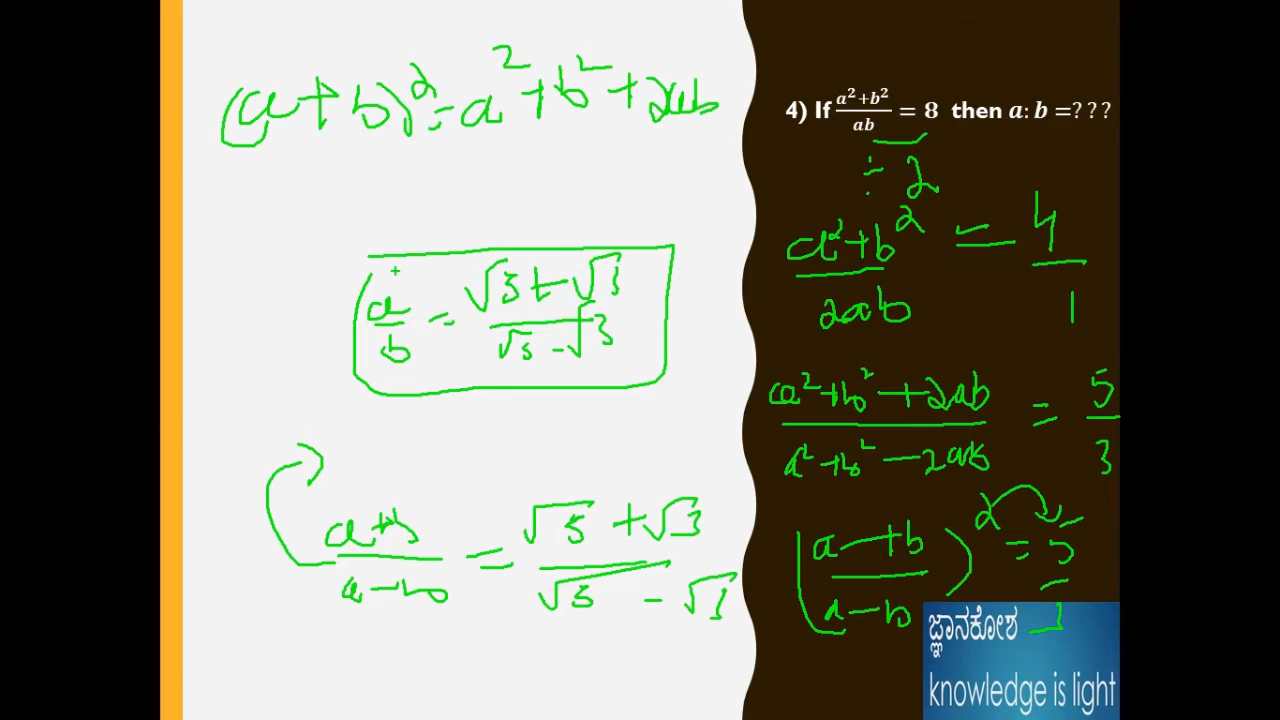 (a+b)² = a²+b²+2ab
a/b = √5+√3/√5-√3
a+b/a-b = √5+√3/√5-√3
4) If a²+b²/ab = 8 then a: b =???
÷ 2
a²+b²/2ab = 4/1
a²+b²+2ab/a²+b²-2ab = 5/3
(a+b/a-b)² = 5/3
ಜ್ಞಾನಕೋಶ
knowledge is light